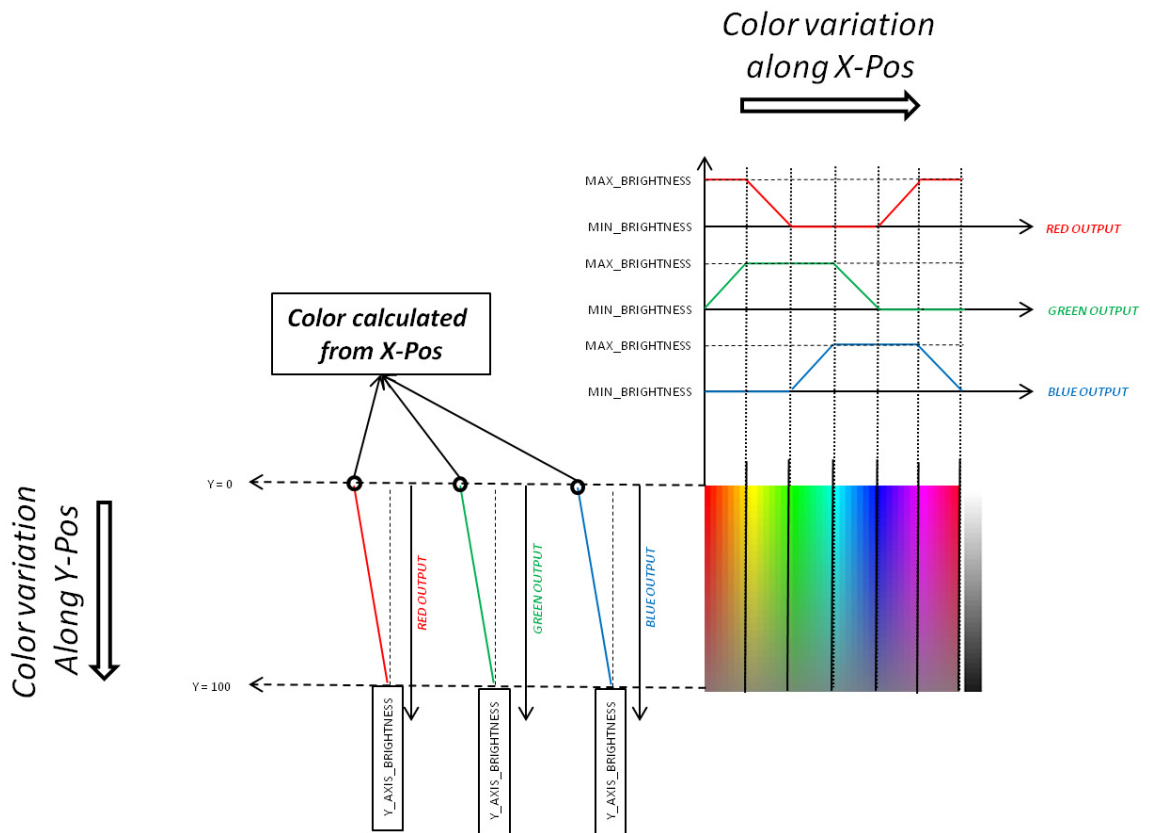 Color variation
along X-Pos
MAX_BRIGHTNESS
MIN_BRIGHTNESS
RED OUTPUT
MAX_BRIGHTNESS
MIN_BRIGHTNESS
GREEN OUTPUT
MAX_BRIGHTNESS
MIN_BRIGHTNESS
BLUE OUTPUT
Color calculated
from X-Pos
Color variation
Along Y-Pos
Y = 0
RED OUTPUT
GREEN OUTPUT
BLUE OUTPUT
Y = 100
Y_AXIS_BRIGHTNESS
Y_AXIS_BRIGHTNESS
Y_AXIS_BRIGHTNESS